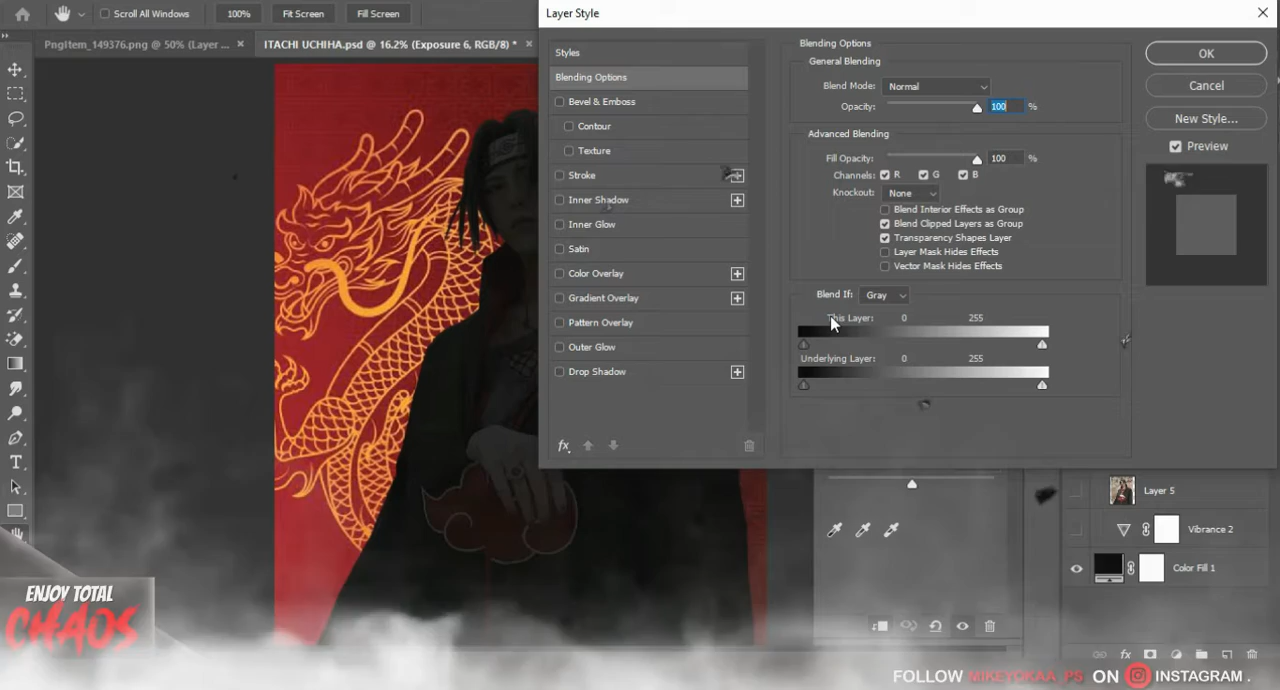 Scroll All Windows
100%
Fit Screen
Fill Screen
PngItem_149376.png @ 50% (Layer ...
ITACHI UCHIHA.psd @ 16.2% (Exposure 6, RGB/8) *
Layer Style
Styles
Blending Options
Bevel & Emboss
Contour
Texture
Stroke
Inner Shadow
Inner Glow
Satin
Color Overlay
Gradient Overlay
Pattern Overlay
Outer Glow
Drop Shadow
fx
Blending Options
General Blending
Blend Mode: Normal
Opacity: 100 %
Advanced Blending
Fill Opacity: 100 %
Channels: R G B
Knockout: None
Blend Interior Effects as Group
Blend Clipped Layers as Group
Transparency Shapes Layer
Layer Mask Hides Effects
Vector Mask Hides Effects
Blend If: Gray
This Layer: 0 255
Underlying Layer: 0 255
OK
Cancel
New Style...
Preview
Layer 5
Vibrance 2
Color Fill 1
fx
ENJOY TOTAL
CHAOS
FOLLOW MIKEYOKAA_PS ON INSTAGRAM .